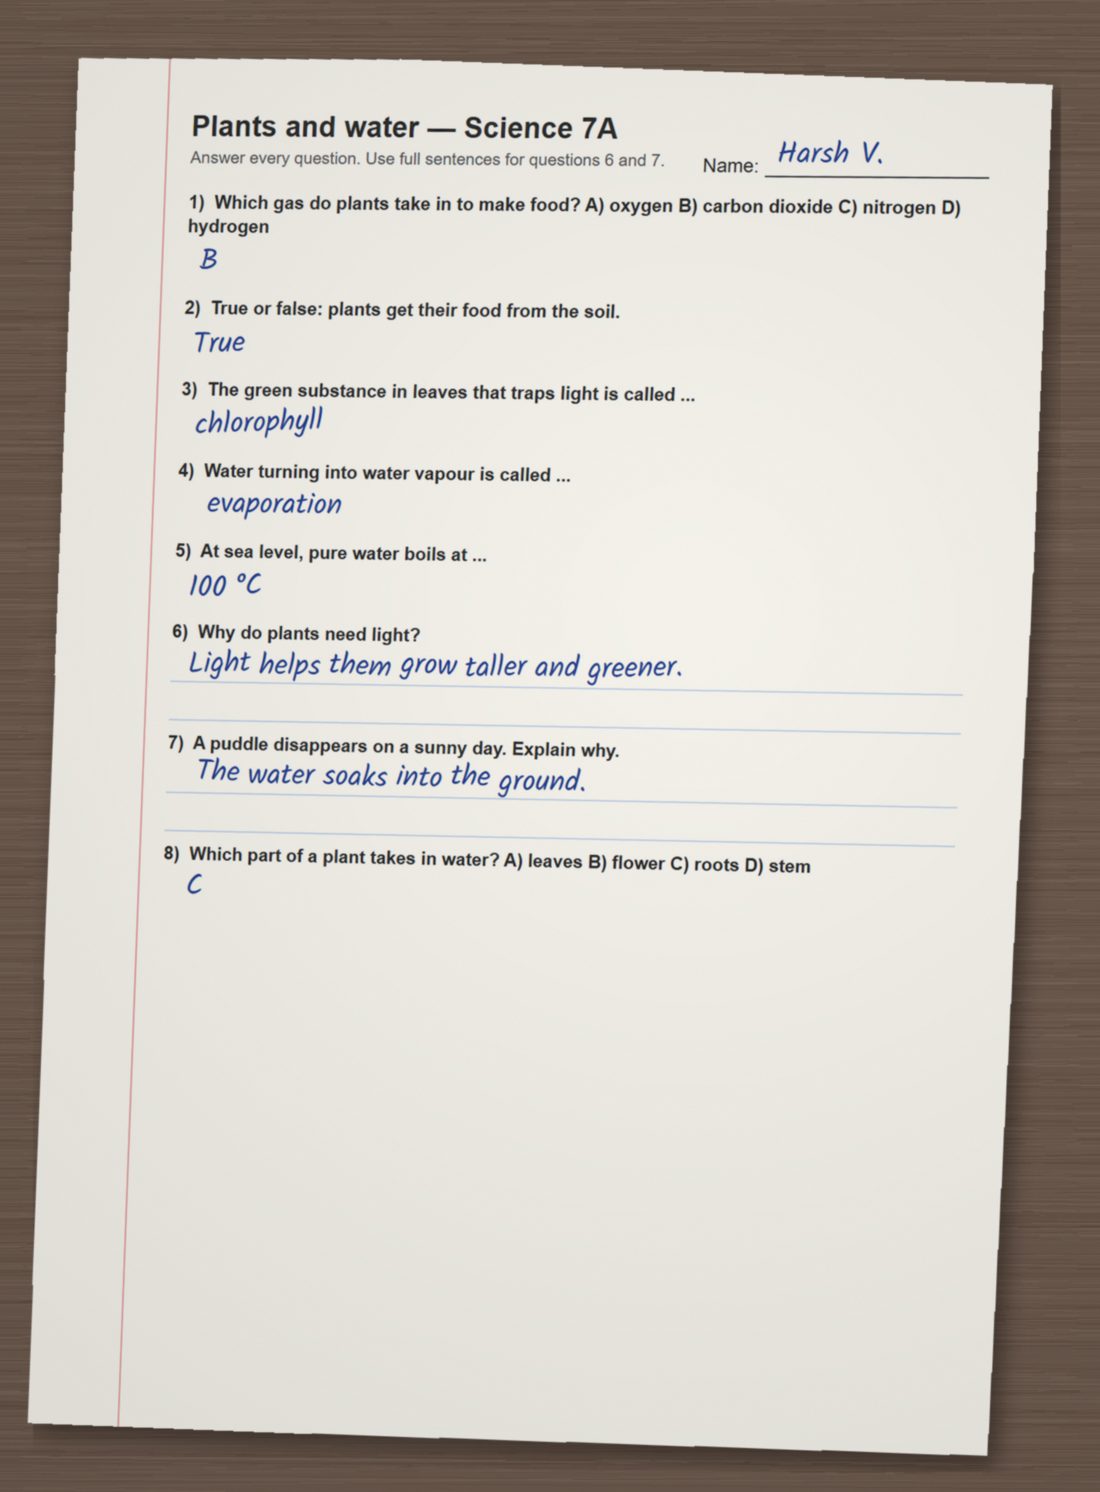 Plants and water — Science 7A
Answer every question. Use full sentences for questions 6 and 7.
Name: Harsh V.
1) Which gas do plants take in to make food? A) oxygen B) carbon dioxide C) nitrogen D)
hydrogen
B
2) True or false: plants get their food from the soil.
True
3) The green substance in leaves that traps light is called ...
chlorophyll
4) Water turning into water vapour is called ...
evaporation
5) At sea level, pure water boils at ...
100 °C
6) Why do plants need light?
Light helps them grow taller and greener.
7) A puddle disappears on a sunny day. Explain why.
The water soaks into the ground.
8) Which part of a plant takes in water? A) leaves B) flower C) roots D) stem
C